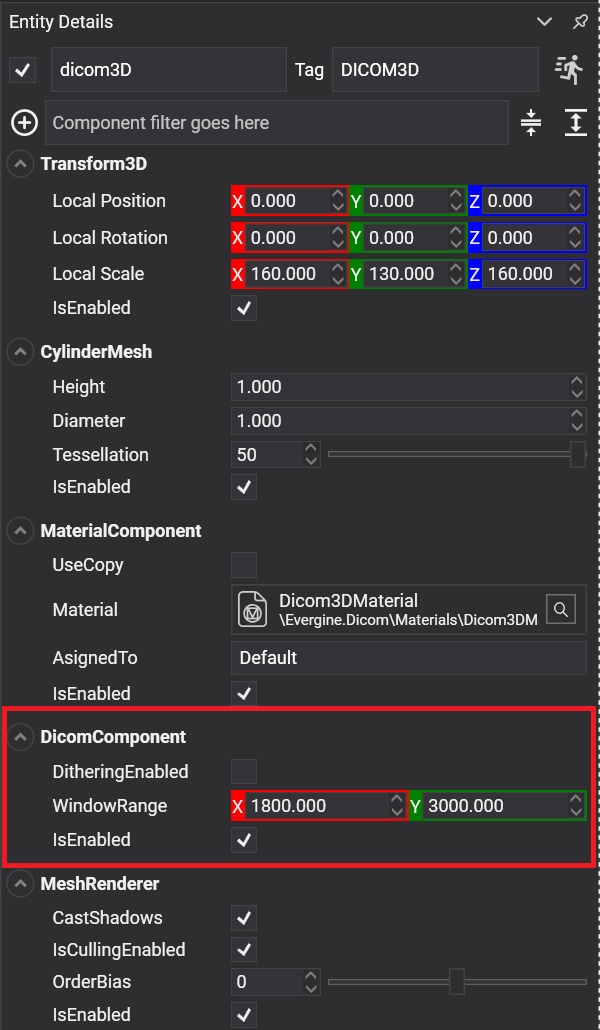 Entity Details
dicom3D Tag DICOM3D
Component filter goes here
Transform3D
Local Position X 0.000 Y 0.000 Z 0.000
Local Rotation X 0.000 Y 0.000 Z 0.000
Local Scale X 160.000 Y 130.000 Z 160.000
IsEnabled
CylinderMesh
Height 1.000
Diameter 1.000
Tessellation 50
IsEnabled
MaterialComponent
UseCopy
Material Dicom3DMaterial
\Evergine.Dicom\Materials\Dicom3DM
AsignedTo Default
IsEnabled
DicomComponent
DitheringEnabled
WindowRange X 1800.000 Y 3000.000
IsEnabled
MeshRenderer
CastShadows
IsCullingEnabled
OrderBias 0
IsEnabled